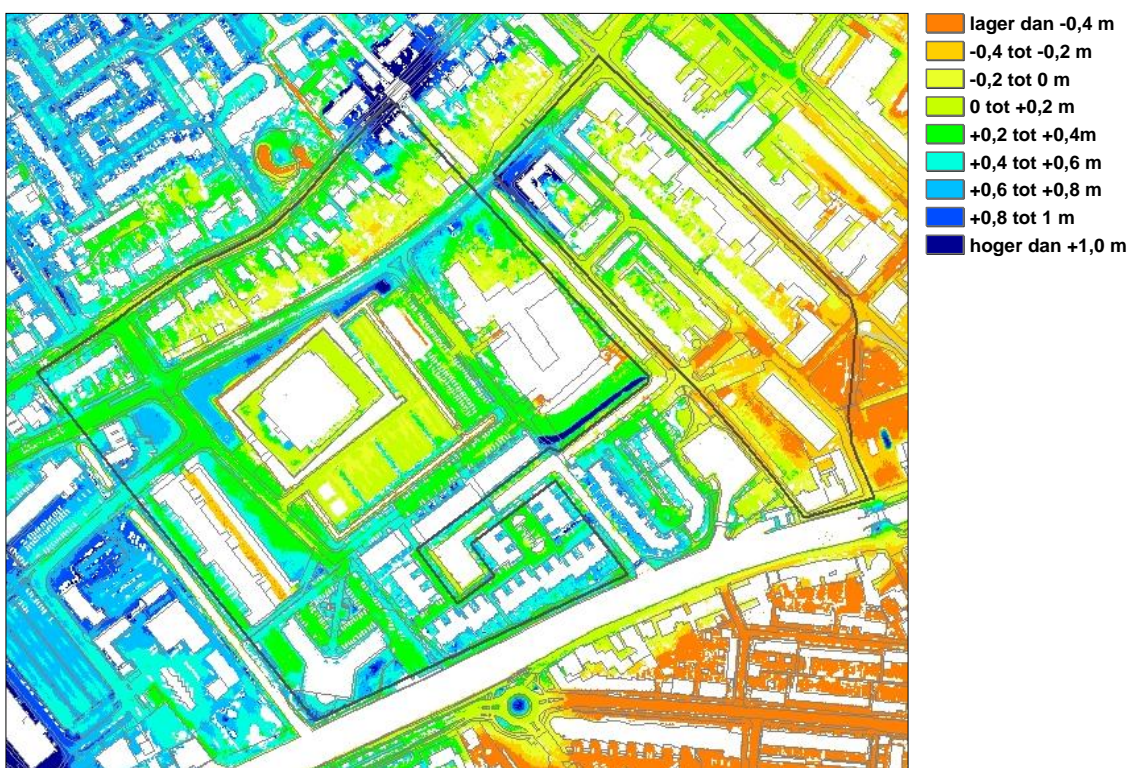 lager dan -0,4 m
-0,4 tot -0,2 m
-0,2 tot 0 m
0 tot +0,2 m
+0,2 tot +0,4m
+0,4 tot +0,6 m
+0,6 tot +0,8 m
+0,8 tot 1 m
hoger dan +1,0 m